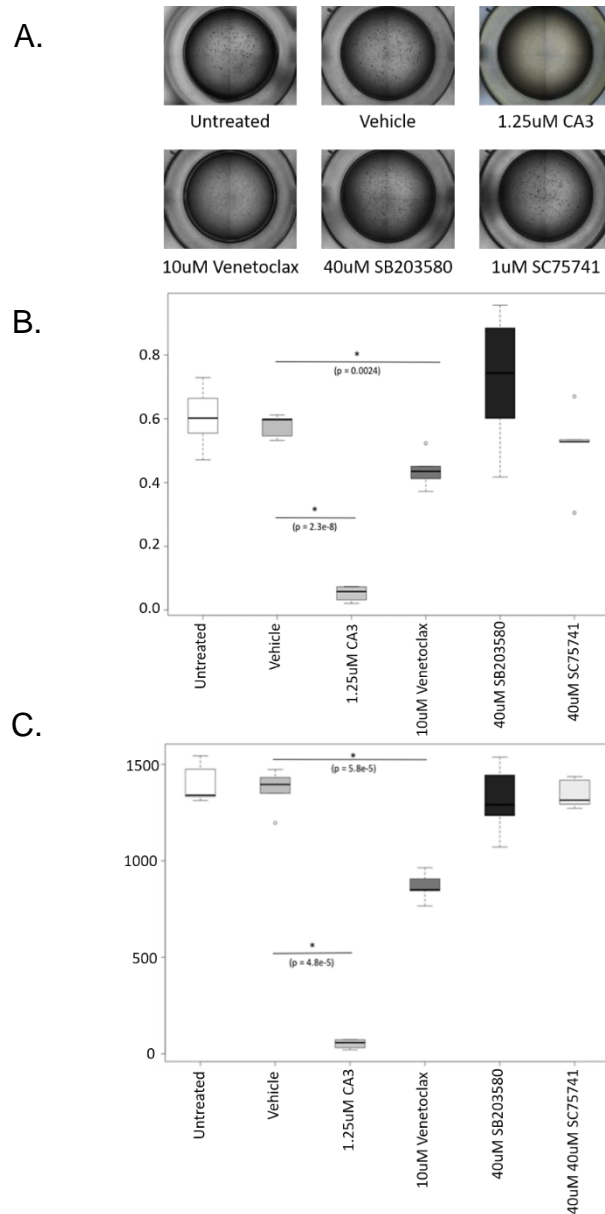 A.
Untreated
Vehicle
1.25uM CA3
10uM Venetoclax
40uM SB203580
1uM SC75741
B.
0.8
0.6
0.4
0.2
0.0
*
(p = 0.0024)
*
(p = 2.3e-8)
Untreated
Vehicle
1.25uM CA3
10uM Venetoclax
40uM SB203580
40uM SC75741
C.
1500
1000
500
0
*
(p = 5.8e-5)
*
(p = 4.8e-5)
Untreated
Vehicle
1.25uM CA3
10uM Venetoclax
40uM SB203580
40uM 40uM SC75741